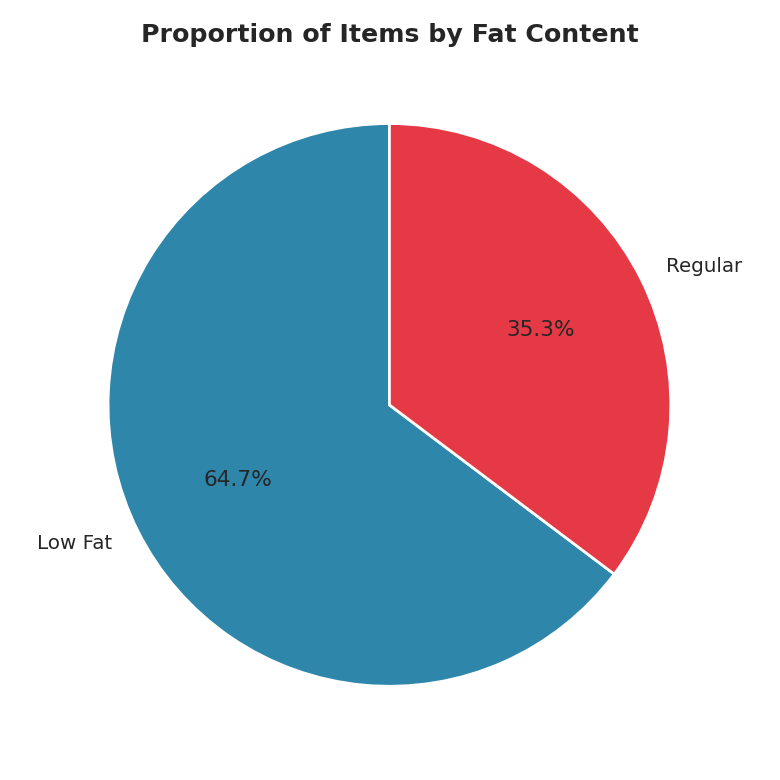 Proportion of Items by Fat Content
Regular
35.3%
64.7%
Low Fat